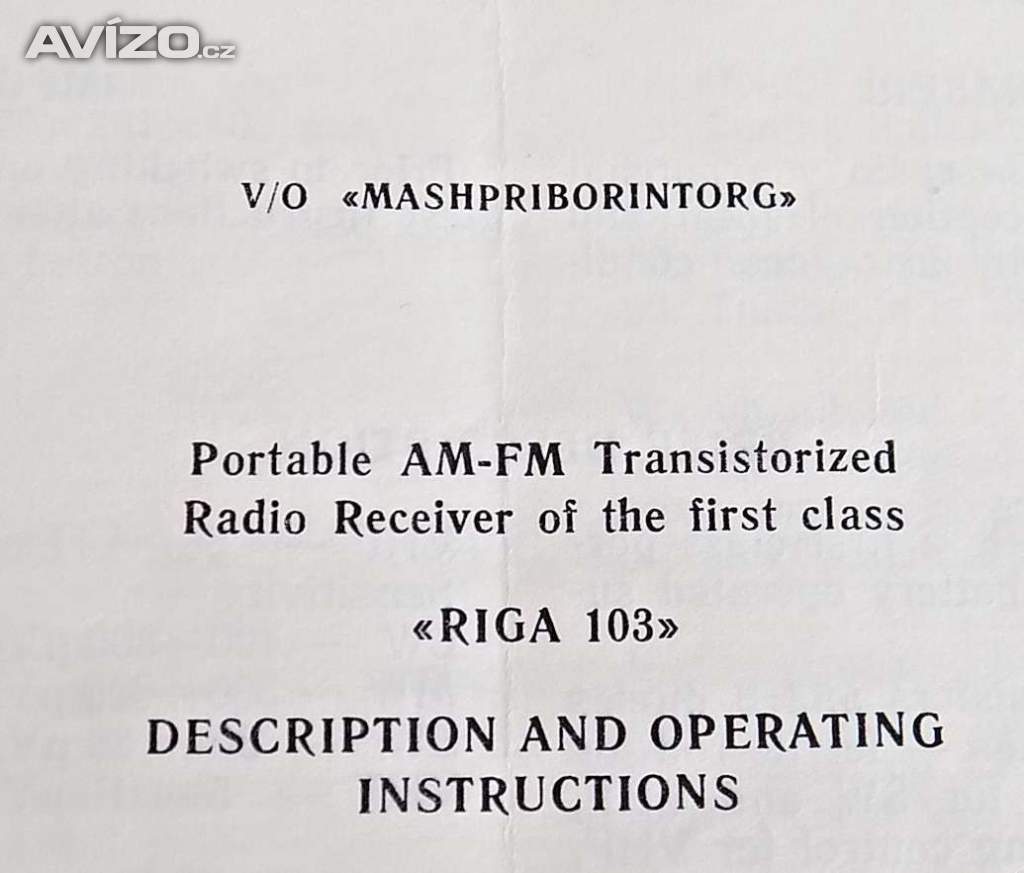 AVÍZO.cz
V/O «MASHPRIBORINTORG»
Portable AM-FM Transistorized
Radio Receiver of the first class
«RIGA 103»
DESCRIPTION AND OPERATING
INSTRUCTIONS